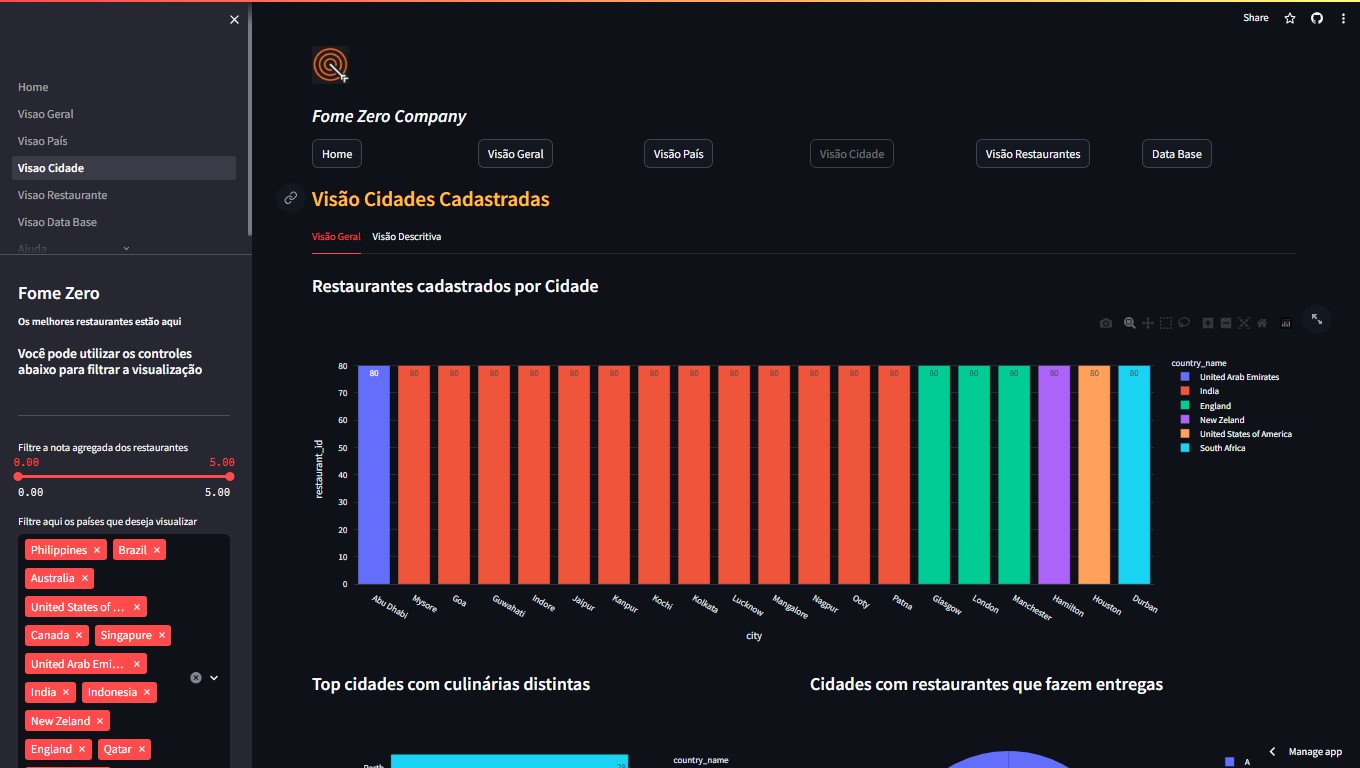 Share
Home
Visao Geral
Visao País
Visao Cidade
Visao Restaurante
Visao Data Base
Ajuda
Fome Zero
Os melhores restaurantes estão aqui
Você pode utilizar os controles
abaixo para filtrar a visualização
Filtre a nota agregada dos restaurantes
0.00 5.00
0.00 5.00
Filtre aqui os países que deseja visualizar
Philippines Brazil
Australia
United States of ...
Canada Singapure
United Arab Emi...
India Indonesia
New Zeland
England Qatar
Fome Zero Company
Home Visão Geral Visão País Visão Cidade Visão Restaurantes Data Base
Visão Cidades Cadastradas
Visão Geral Visão Descritiva
Restaurantes cadastrados por Cidade
restaurant_id
80
70
60
50
40
30
20
10
0
80 80 80 80 80 80 80 80 80 80 80 80 80 80 80 80 80 80 80 80
Abu Dhabi Mysore Goa Guwahati Indore Jaipur Kanpur Kochi Kolkata Lucknow Mangalore Nagpur Ooty Patna Glasgow London Manchester Hamilton Houston Durban
city
country_name
United Arab Emirates
India
England
New Zeland
United States of America
South Africa
Top cidades com culinárias distintas
Cidades com restaurantes que fazem entregas
Perth
29
country_name
A
Manage app